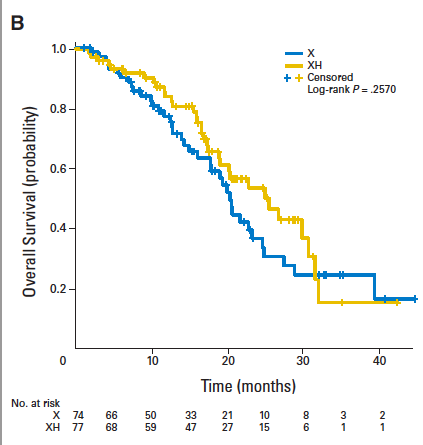 B
1.0
0.8
0.6
0.4
0.2
Overall Survival (probability)
X
XH
Censored
Log-rank P = .2570
0 10 20 30 40
Time (months)
No. at risk
X 74 66 50 33 21 10 8 3 2
XH 77 68 59 47 27 15 6 1 1